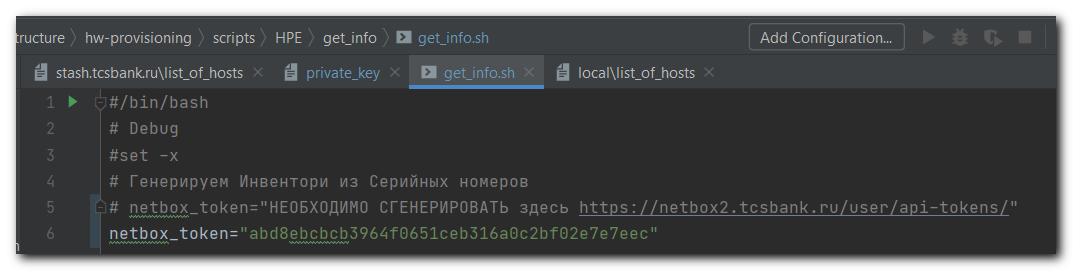 tructure > hw-provisioning > scripts > HPE > get_info > get_info.sh Add Configuration...
stash.tcsbank.ru\list_of_hosts × private_key × get_info.sh × local\list_of_hosts ×
1 #/bin/bash
2 # Debug
3 #set -x
4 # Генерируем Инвентори из Серийных номеров
5 # netbox_token="НЕОБХОДИМО СГЕНЕРИРОВАТЬ здесь https://netbox2.tcsbank.ru/user/api-tokens/"
6 netbox_token="abd8ebcbcb3964f0651ceb316a0c2bf02e7e7eec"